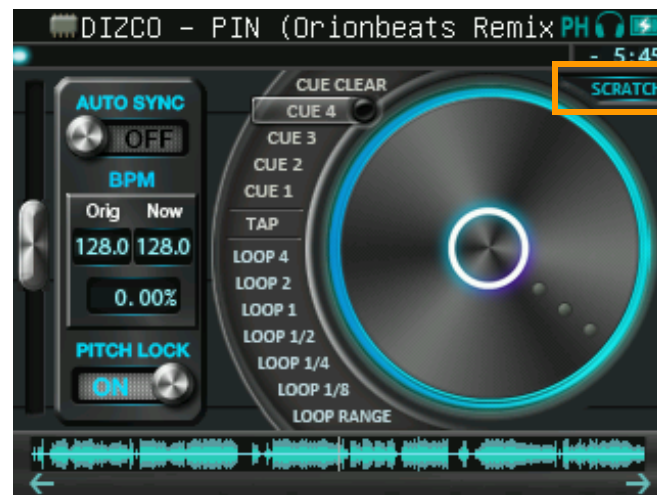 DIZCO - PIN (Orionbeats Remix PH
- 5:45
SCRATCH
AUTO SYNC
OFF
BPM
Orig Now
128.0 128.0
0.00%
PITCH LOCK
ON
CUE CLEAR
CUE 4
CUE 3
CUE 2
CUE 1
TAP
LOOP 4
LOOP 2
LOOP 1
LOOP 1/2
LOOP 1/4
LOOP 1/8
LOOP RANGE